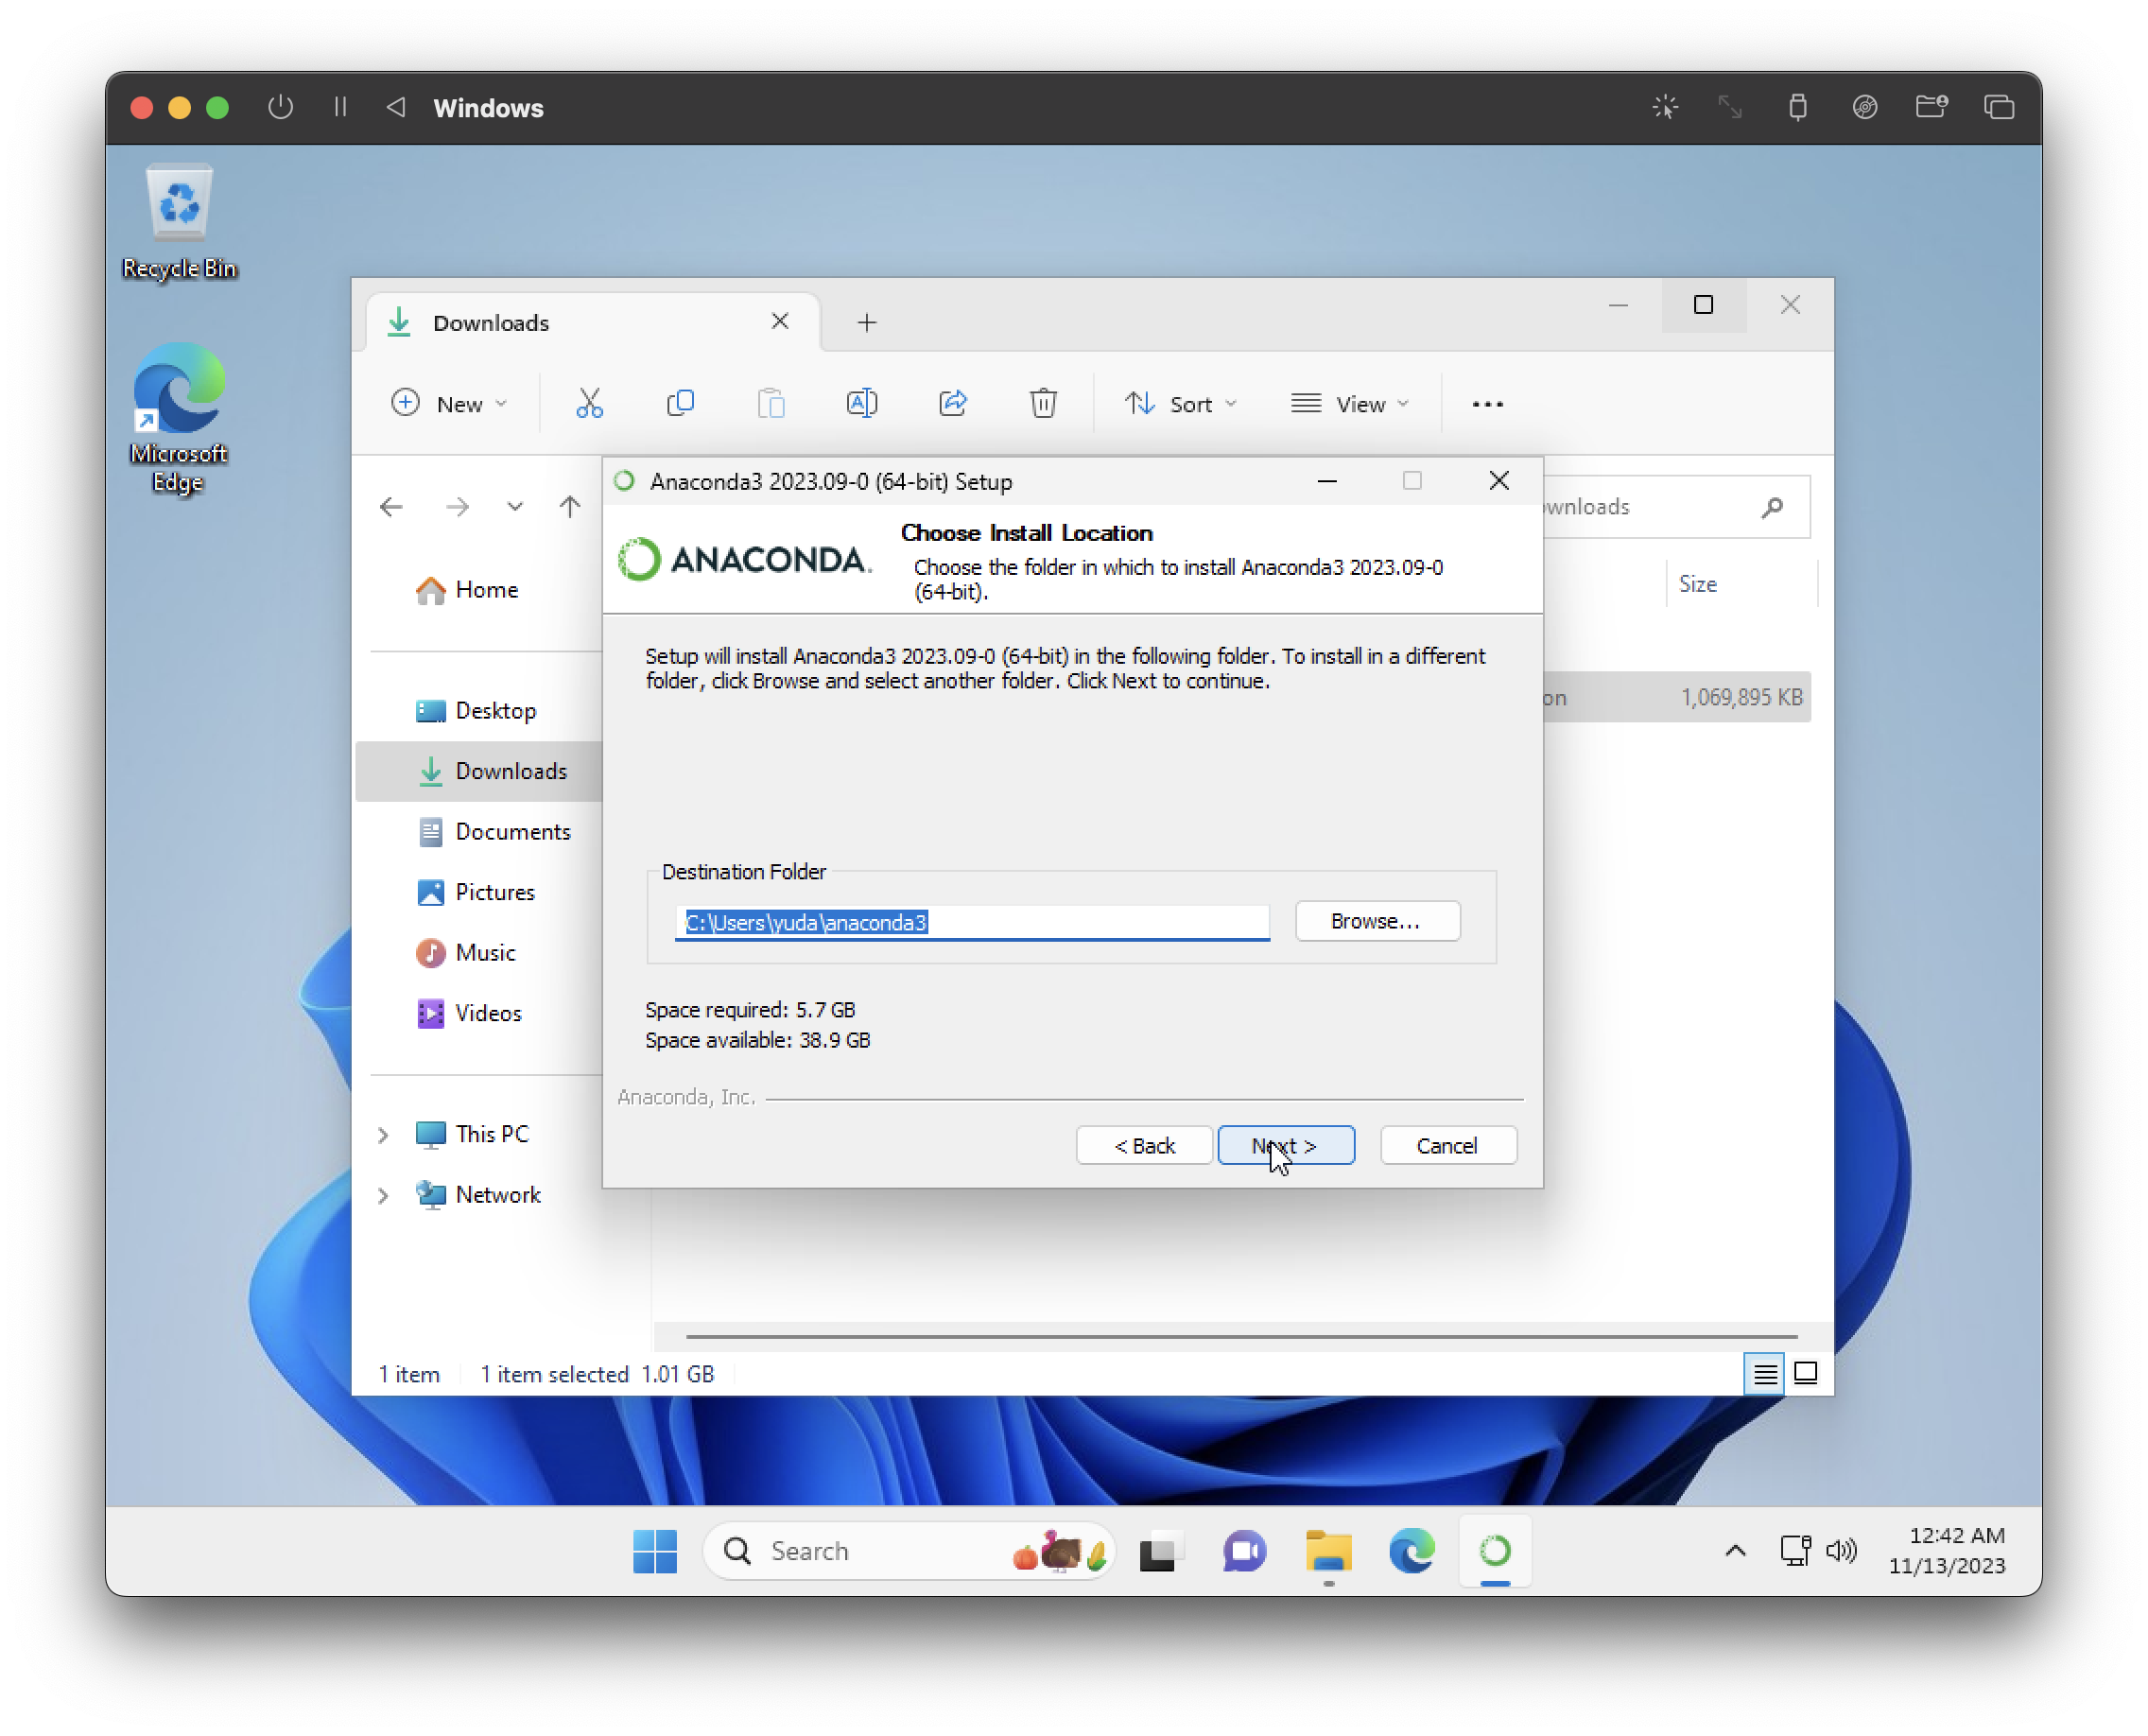 Windows
Recycle Bin
Microsoft
Edge
Downloads
New
Sort
View
Anaconda3 2023.09-0 (64-bit) Setup
ANACONDA.
Choose Install Location
Choose the folder in which to install Anaconda3 2023.09-0
(64-bit).
wnloads
Size
on
1,069,895 KB
Home
Desktop
Downloads
Documents
Pictures
Music
Videos
This PC
Network
Setup will install Anaconda3 2023.09-0 (64-bit) in the following folder. To install in a different
folder, click Browse and select another folder. Click Next to continue.
Destination Folder
C:\Users\yuda\anaconda3
Browse...
Space required: 5.7 GB
Space available: 38.9 GB
Anaconda, Inc.
< Back
Next >
Cancel
1 item
1 item selected 1.01 GB
Search
12:42 AM
11/13/2023